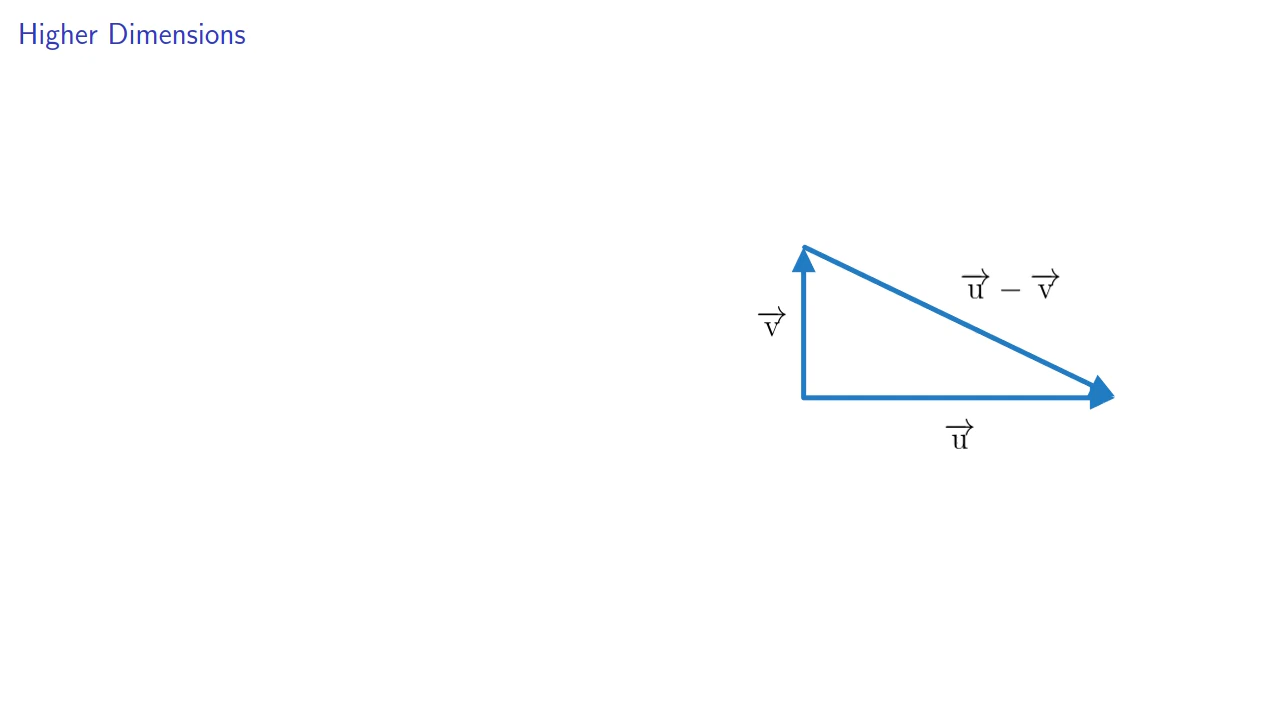 Higher Dimensions
u⃗ − v⃗
v⃗
u⃗